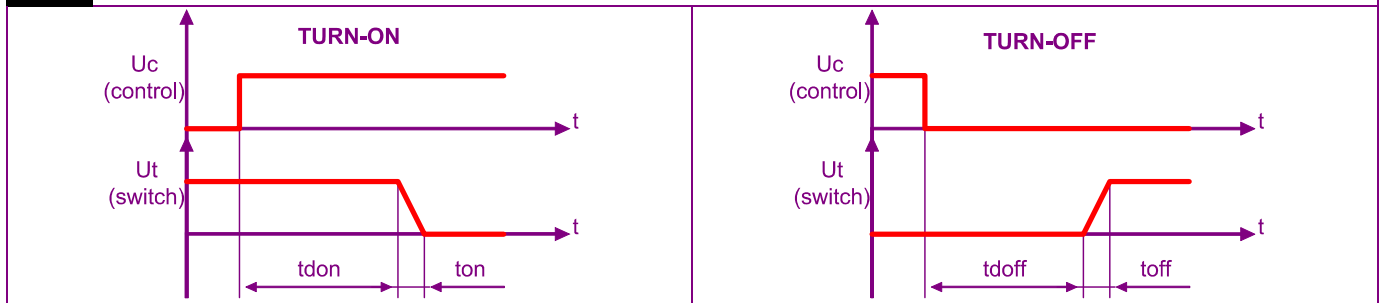 TURN-ON
Uc
(control)
t
Ut
(switch)
t
tdon
ton
TURN-OFF
Uc
(control)
t
Ut
(switch)
t
tdoff
toff